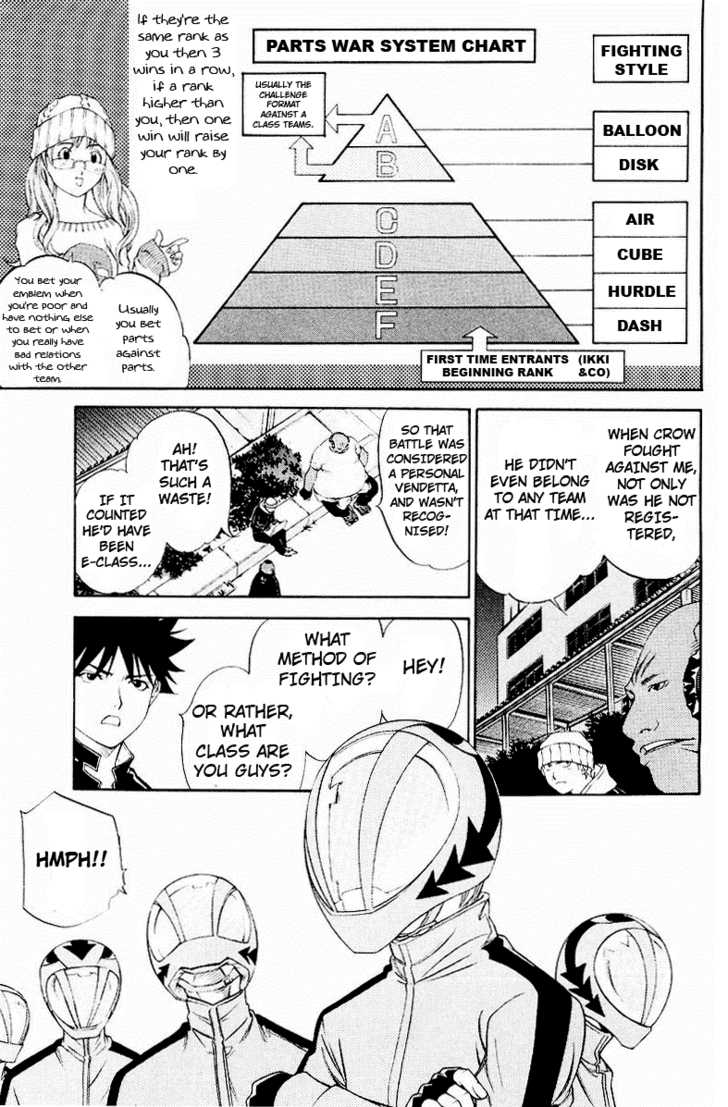 If they're the
same rank as
you then 3
wins in a row,
if a rank
higher than
you, then one
win will raise
your rank by
one.
PARTS WAR SYSTEM CHART
FIGHTING
STYLE
USUALLY THE
CHALLENGE
FORMAT
AGAINST A
CLASS TEAMS.
A
BALLOON
B
DISK
C
AIR
D
CUBE
E
HURDLE
F
DASH
FIRST TIME ENTRANTS (IKKI
BEGINNING RANK &CO)
You bet your
emblem when
you're poor and
have nothing else
to bet or when
you really have
bad relations
with the other
team.
Usually
you bet
parts
against
parts.
WHEN CROW
FOUGHT
AGAINST ME,
NOT ONLY
WAS HE NOT
REGIS-
TERED,
HE DIDN'T
EVEN BELONG
TO ANY TEAM
AT THAT TIME...
SO THAT
BATTLE WAS
CONSIDERED
A PERSONAL
VENDETTA,
AND WASN'T
RECOG-
NISED!
AH!
THAT'S
SUCH A
WASTE!
IF IT
COUNTED
HE'D HAVE
BEEN
E-CLASS...
HEY!
WHAT
METHOD OF
FIGHTING?
OR RATHER,
WHAT
CLASS ARE
YOU GUYS?
HMPH!!